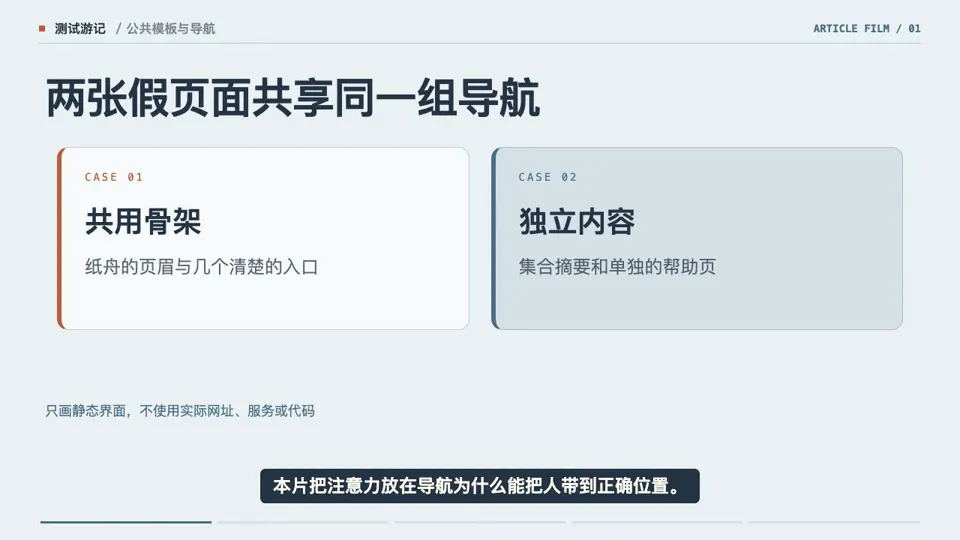 测试游记 / 公共模板与导航
ARTICLE FILM / 01
两张假页面共享同一组导航
CASE 01
共用骨架
纸舟的页眉与几个清楚的入口
CASE 02
独立内容
集合摘要和单独的帮助页
只画静态界面，不使用实际网址、服务或代码
本片把注意力放在导航为什么能把人带到正确位置。